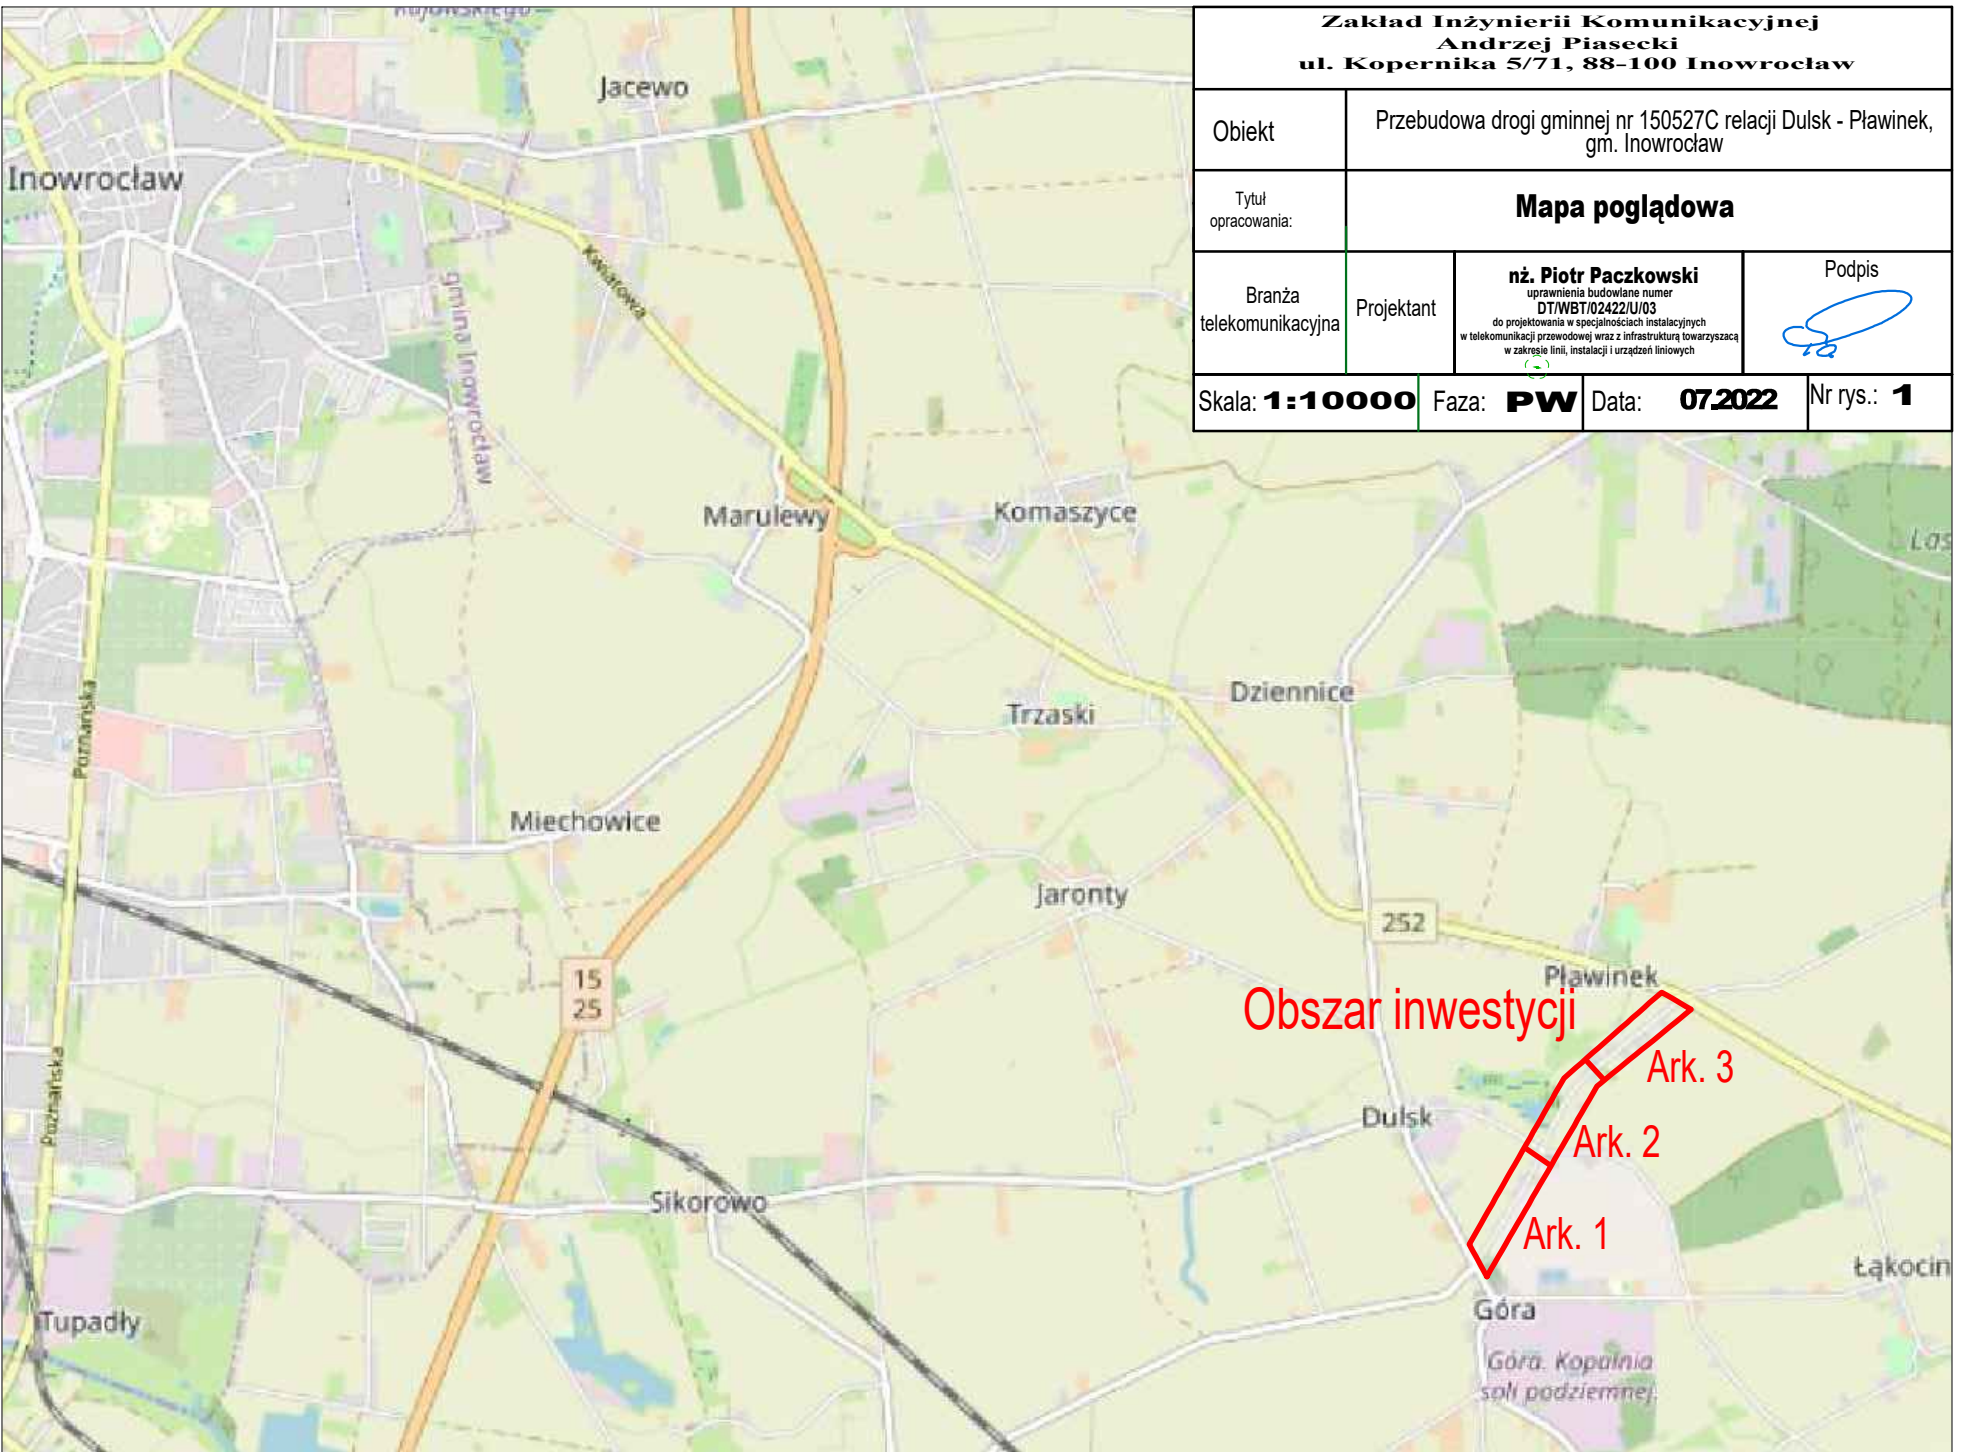 Zakład Inżynierii Komunikacyjnej
Andrzej Piasecki
ul. Kopernika 5/71, 88-100 Inowrocław
Obiekt
Przebudowa drogi gminnej nr 150527C relacji Dulsk - Pławinek,
gm. Inowrocław
Tytuł
opracowania:
Mapa poglądowa
Branża
telekomunikacyjna
Projektant
nż. Piotr Paczkowski
uprawnienia budowlane numer
DT/WBT/02422/U/03
do projektowania w specjalnościach instalacyjnych
w telekomunikacji przewodowej wraz z infrastrukturą towarzyszacą
w zakresie linii, instalacji i urządzeń liniowych
Podpis
Skala: 1:10000
Faza: PW
Data: 07.2022
Nr rys.: 1
Jacewo
Inowrocław
Kwiatowa
gmina Inowrocław
Marulewy
Komaszyce
Las
Dziennice
Trzaski
Poznańska
Miechowice
Jaronty
252
15
25
Pławinek
Obszar inwestycji
Ark. 3
Poznańska
Dulsk
Ark. 2
Sikorowo
Ark. 1
Łąkocin
Tupadły
Góra
Góra. Kopalnia
soli podziemnej.